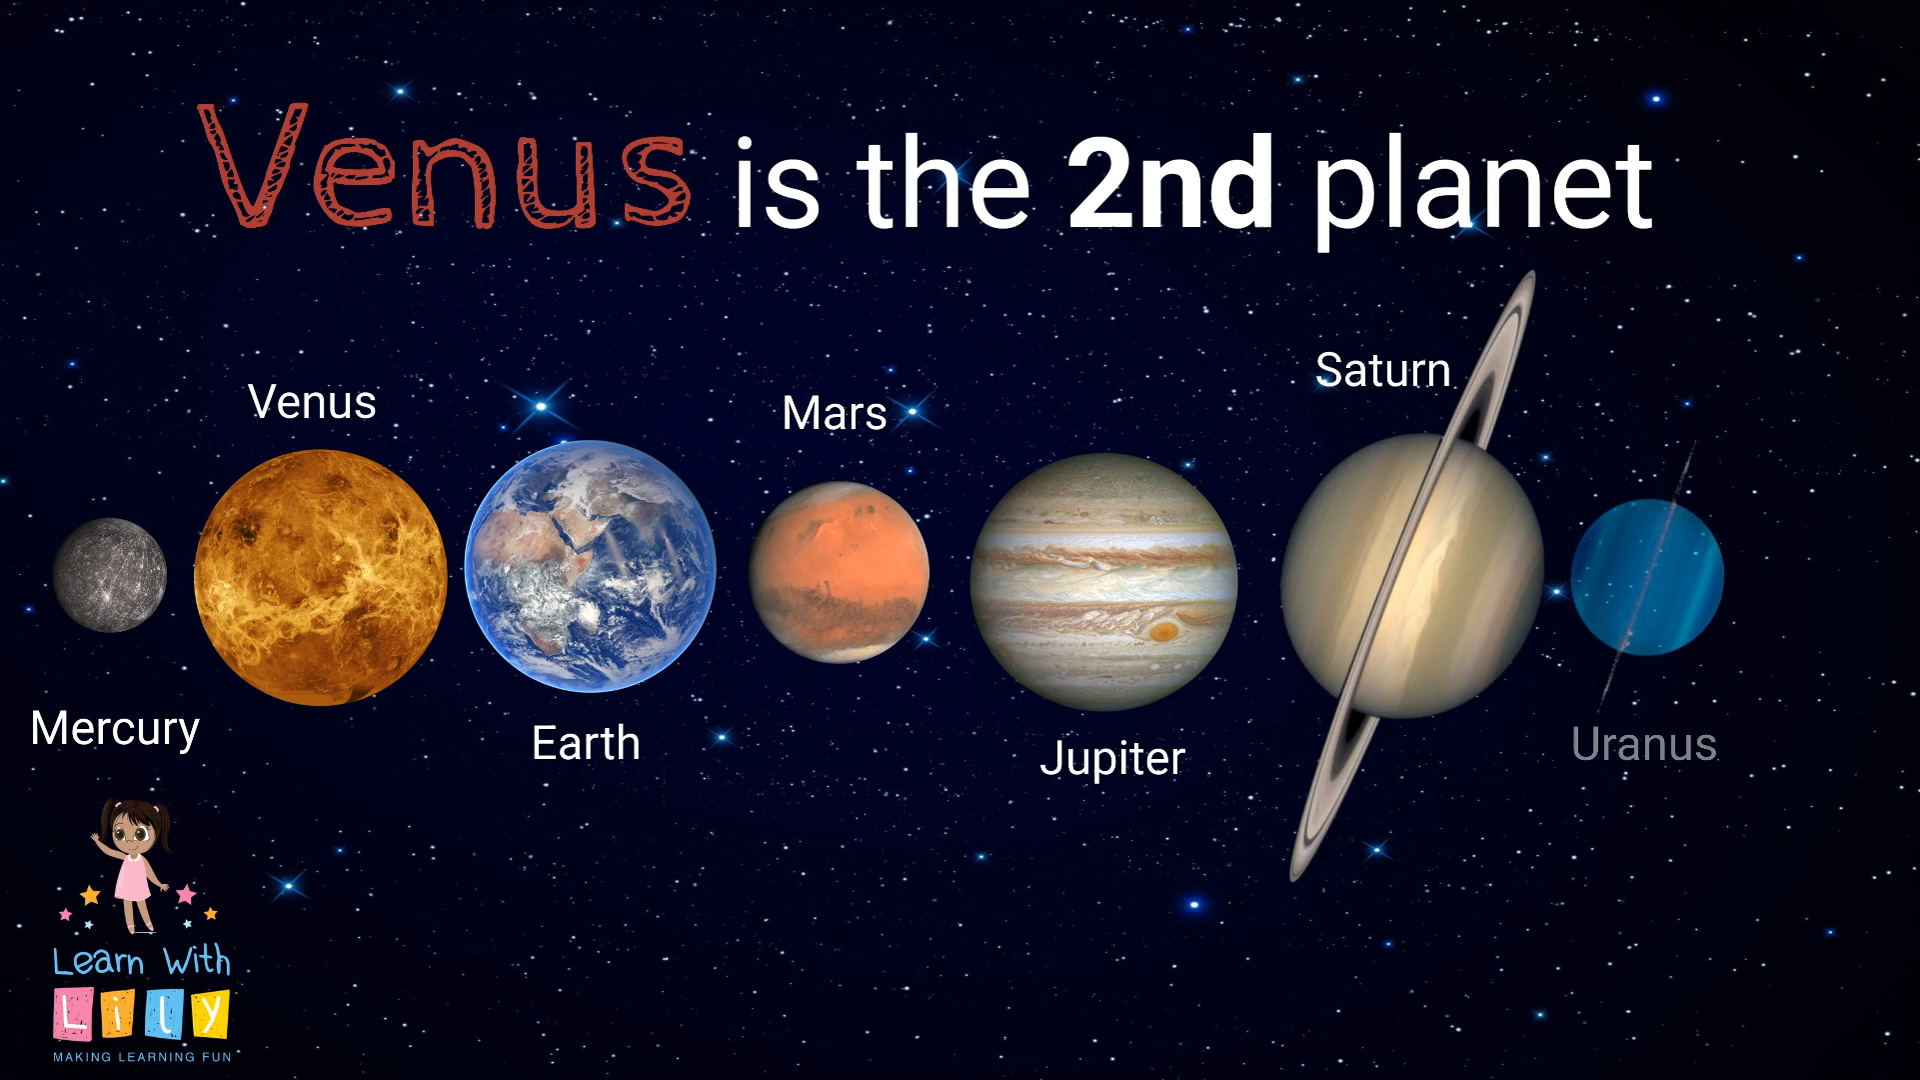 Venus is the 2nd planet
Saturn
Venus
Mars
Mercury
Earth
Jupiter
Uranus
Learn With
Lily
MAKING LEARNING FUN